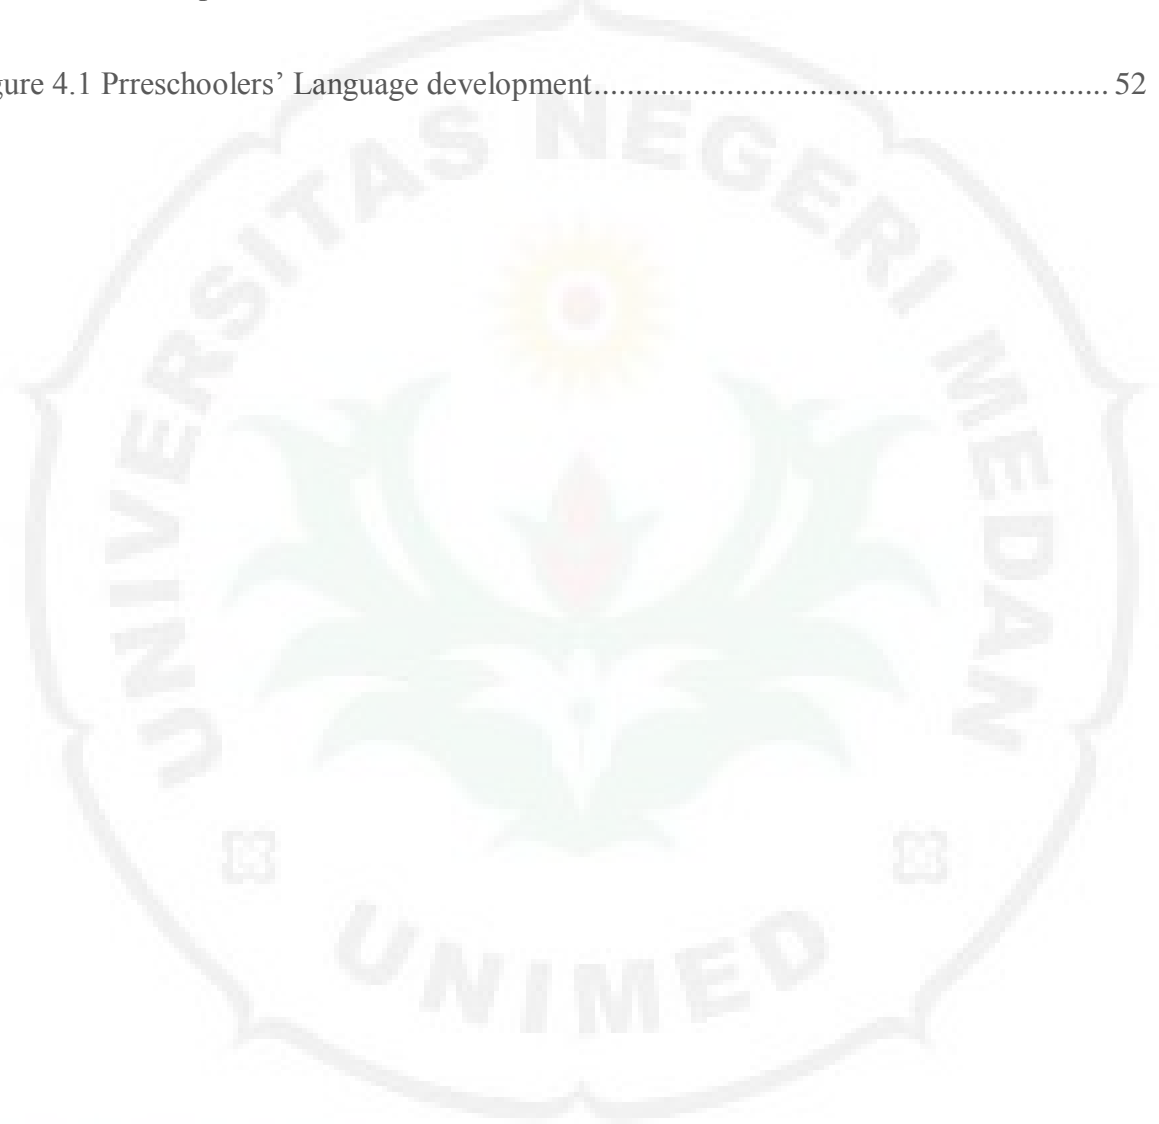 gure 4.1 Prreschoolers’ Language development.............................................................. 52
UNIVERSITAS NEGERI MEDAN
UNIMED